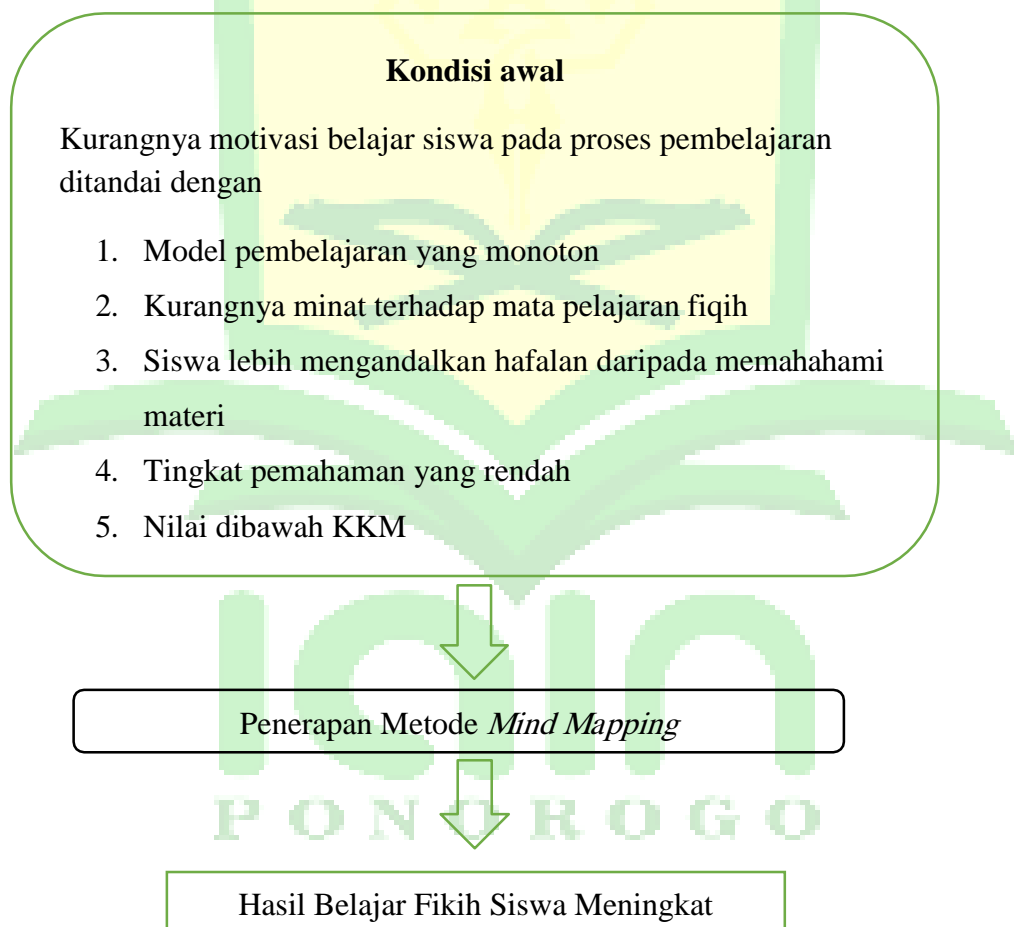 Kondisi awal
Kurangnya motivasi belajar siswa pada proses pembelajaran
ditandai dengan
1. Model pembelajaran yang monoton
2. Kurangnya minat terhadap mata pelajaran fiqih
3. Siswa lebih mengandalkan hafalan daripada memahahami
materi
4. Tingkat pemahaman yang rendah
5. Nilai dibawah KKM
Penerapan Metode Mind Mapping
iain
PONOROGO
Hasil Belajar Fikih Siswa Meningkat